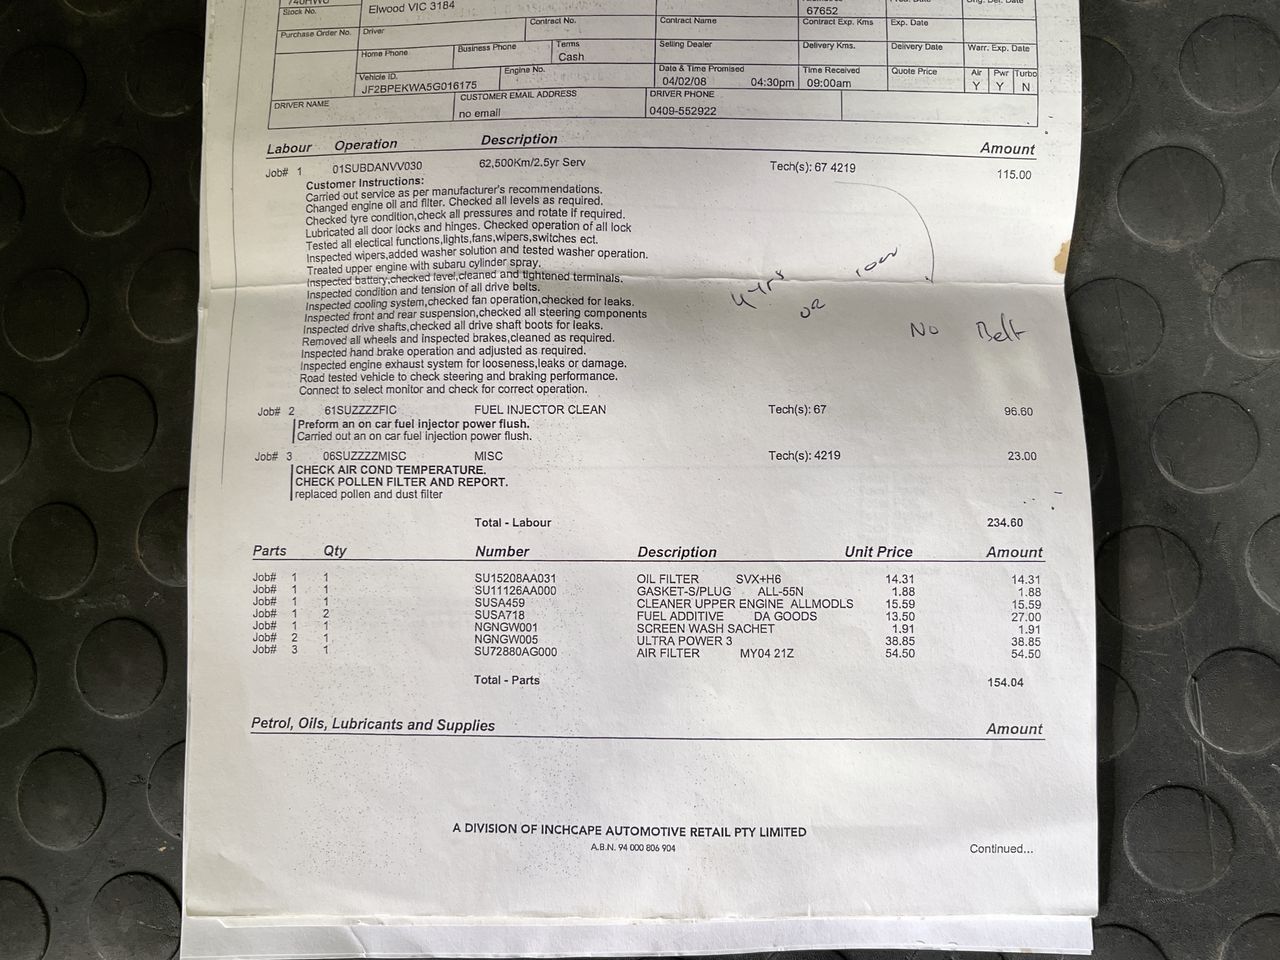 Stock No. Elwood VIC 3184 67652
Purchase Order No. Driver Contract No. Contract Name Contract Exp. Kms Exp. Date
Home Phone Business Phone Terms Selling Dealer Delivery Kms. Delivery Date Warr. Exp. Date
Cash
Vehicle ID. Engine No. Date & Time Promised Time Received Quote Price Air Pwr Turbo
JF2BPEKWA5G016175 04/02/08 04:30pm 09:00am Y Y N
DRIVER NAME CUSTOMER EMAIL ADDRESS DRIVER PHONE
no email 0409-552922
Labour Operation Description Amount
Job# 1 01SUBDANVV030 62,500Km/2.5yr Serv Tech(s): 67 4219 115.00
Customer Instructions:
Carried out service as per manufacturer's recommendations.
Changed engine oil and filter. Checked all levels as required.
Checked tyre condition,check all pressures and rotate if required.
Lubricated all door locks and hinges. Checked operation of all lock
Tested all electical functions,lights,fans,wipers,switches ect.
Inspected wipers,added washer solution and tested washer operation.
Treated upper engine with subaru cylinder spray.
Inspected battery,checked level,cleaned and tightened terminals.
Inspected condition and tension of all drive belts.
Inspected cooling system,checked fan operation,checked for leaks.
Inspected front and rear suspension,checked all steering components
Inspected drive shafts,checked all drive shaft boots for leaks.
Removed all wheels and inspected brakes,cleaned as required.
Inspected hand brake operation and adjusted as required.
Inspected engine exhaust system for looseness,leaks or damage.
Road tested vehicle to check steering and braking performance.
Connect to select monitor and check for correct operation.
4 yrs or
No Belt
Job# 2 61SUZZZZFIC FUEL INJECTOR CLEAN Tech(s): 67 96.60
Preform an on car fuel injector power flush.
Carried out an on car fuel injection power flush.
Job# 3 06SUZZZZMISC MISC Tech(s): 4219 23.00
CHECK AIR COND TEMPERATURE.
CHECK POLLEN FILTER AND REPORT.
replaced pollen and dust filter
Total - Labour 234.60
Parts Qty Number Description Unit Price Amount
Job# 1 1 SU15208AA031 OIL FILTER SVX+H6 14.31 14.31
Job# 1 1 SU11126AA000 GASKET-S/PLUG ALL-55N 1.88 1.88
Job# 1 1 SUSA459 CLEANER UPPER ENGINE ALLMODLS 15.59 15.59
Job# 1 2 SUSA718 FUEL ADDITIVE DA GOODS 13.50 27.00
Job# 1 1 NGNGW001 SCREEN WASH SACHET 1.91 1.91
Job# 2 1 NGNGW005 ULTRA POWER 3 38.85 38.85
Job# 3 1 SU72880AG000 AIR FILTER MY04 21Z 54.50 54.50
Total - Parts 154.04
Petrol, Oils, Lubricants and Supplies Amount
A DIVISION OF INCHCAPE AUTOMOTIVE RETAIL PTY LIMITED
A.B.N. 94 000 806 904 Continued...